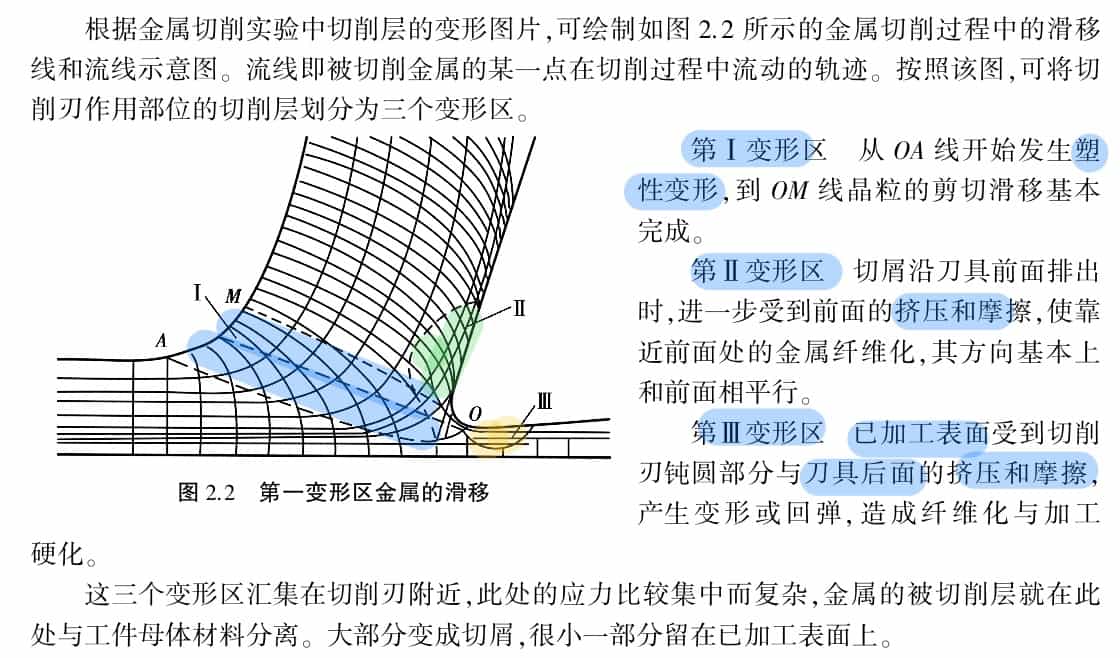 根据金属切削实验中切削层的变形图片,可绘制如图2.2所示的金属切削过程中的滑移
线和流线示意图。流线即被切削金属的某一点在切削过程中流动的轨迹。按照该图,可将切
削刃作用部位的切削层划分为三个变形区。
第Ⅰ变形区 从OA线开始发生塑
性变形,到OM线晶粒的剪切滑移基本
完成。
第Ⅱ变形区 切屑沿刀具前面排出
时,进一步受到前面的挤压和摩擦,使靠
近前面处的金属纤维化,其方向基本上
和前面相平行。
第Ⅲ变形区 已加工表面受到切削
刃钝圆部分与刀具后面的挤压和摩擦,
产生变形或回弹,造成纤维化与加工
硬化。
Ⅰ
M
A
Ⅱ
O
Ⅲ
图2.2 第一变形区金属的滑移
这三个变形区汇集在切削刃附近,此处的应力比较集中而复杂,金属的被切削层就在此
处与工件母体材料分离。大部分变成切屑,很小一部分留在已加工表面上。